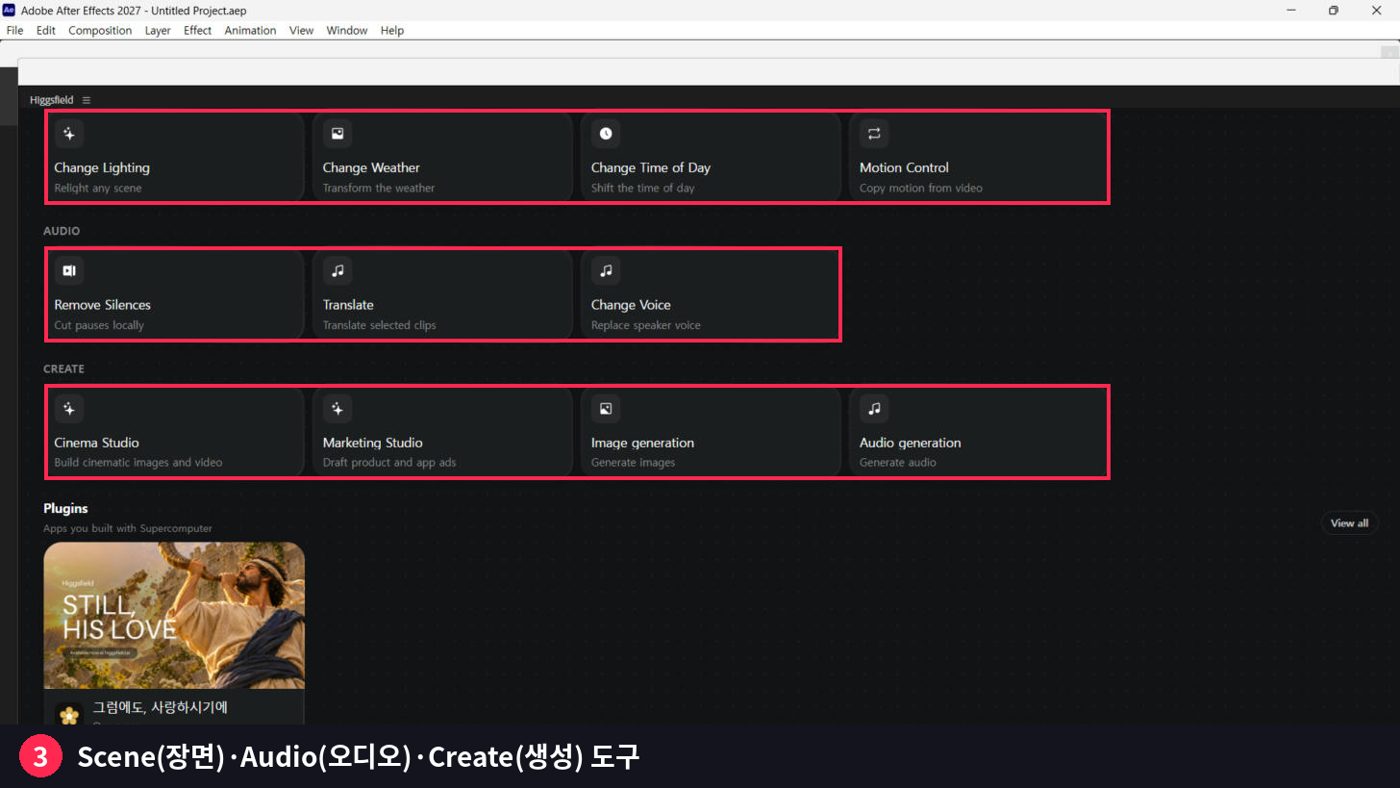 Ae Adobe After Effects 2027 - Untitled Project.aep
File Edit Composition Layer Effect Animation View Window Help
Higgsfield
Change Lighting
Relight any scene
Change Weather
Transform the weather
Change Time of Day
Shift the time of day
Motion Control
Copy motion from video
AUDIO
Remove Silences
Cut pauses locally
Translate
Translate selected clips
Change Voice
Replace speaker voice
CREATE
Cinema Studio
Build cinematic images and video
Marketing Studio
Draft product and app ads
Image generation
Generate images
Audio generation
Generate audio
Plugins
Apps you built with Supercomputer
View all
Higgsfield
STILL,
HIS LOVE
그럼에도, 사랑하시기에
3 Scene(장면)·Audio(오디오)·Create(생성) 도구